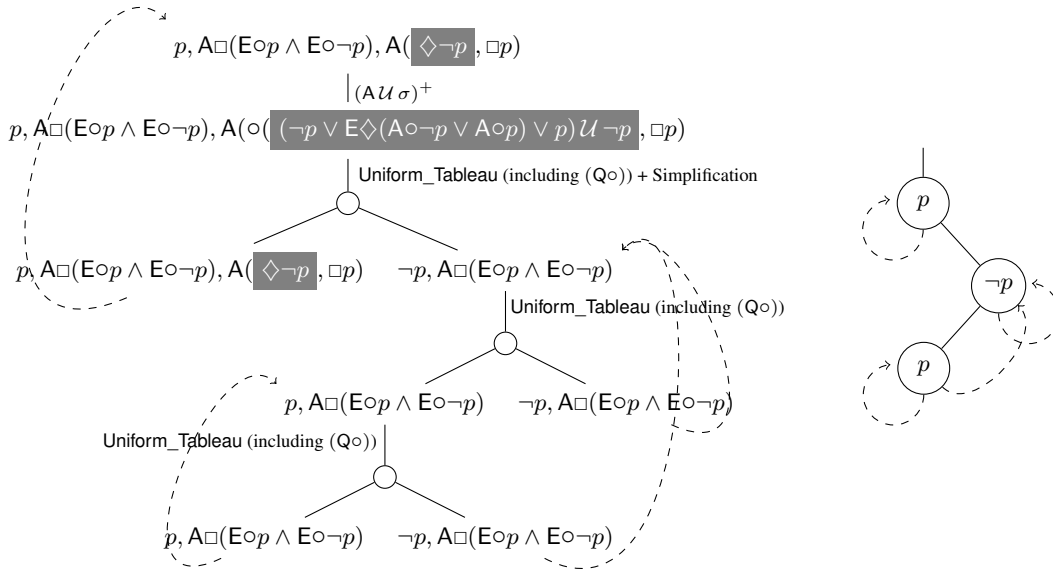 p, A□(E○p ∧ E○¬p), A(◇¬p, □p)
(A 𝒰 σ)⁺
p, A□(E○p ∧ E○¬p), A(○((¬p ∨ E◇(A○¬p ∨ A○p) ∨ p) 𝒰 ¬p, □p)
Uniform_Tableau (including (Q○)) + Simplification
p, A□(E○p ∧ E○¬p), A(◇¬p, □p) ¬p, A□(E○p ∧ E○¬p)
Uniform_Tableau (including (Q○))
p, A□(E○p ∧ E○¬p) ¬p, A□(E○p ∧ E○¬p)
Uniform_Tableau (including (Q○))
p, A□(E○p ∧ E○¬p) ¬p, A□(E○p ∧ E○¬p)
p
¬p
p